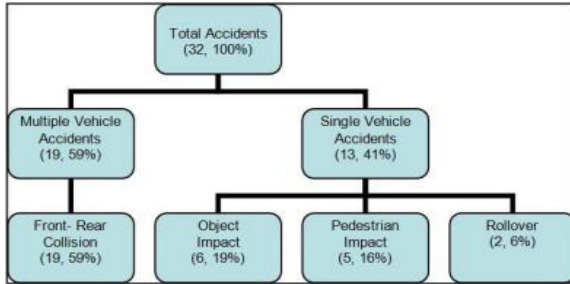 Total Accidents
(32, 100%)
Multiple Vehicle
Accidents
(19, 59%)
Single Vehicle
Accidents
(13, 41%)
Front- Rear
Collision
(19, 59%)
Object
Impact
(6, 19%)
Pedestrian
Impact
(5, 16%)
Rollover
(2, 6%)